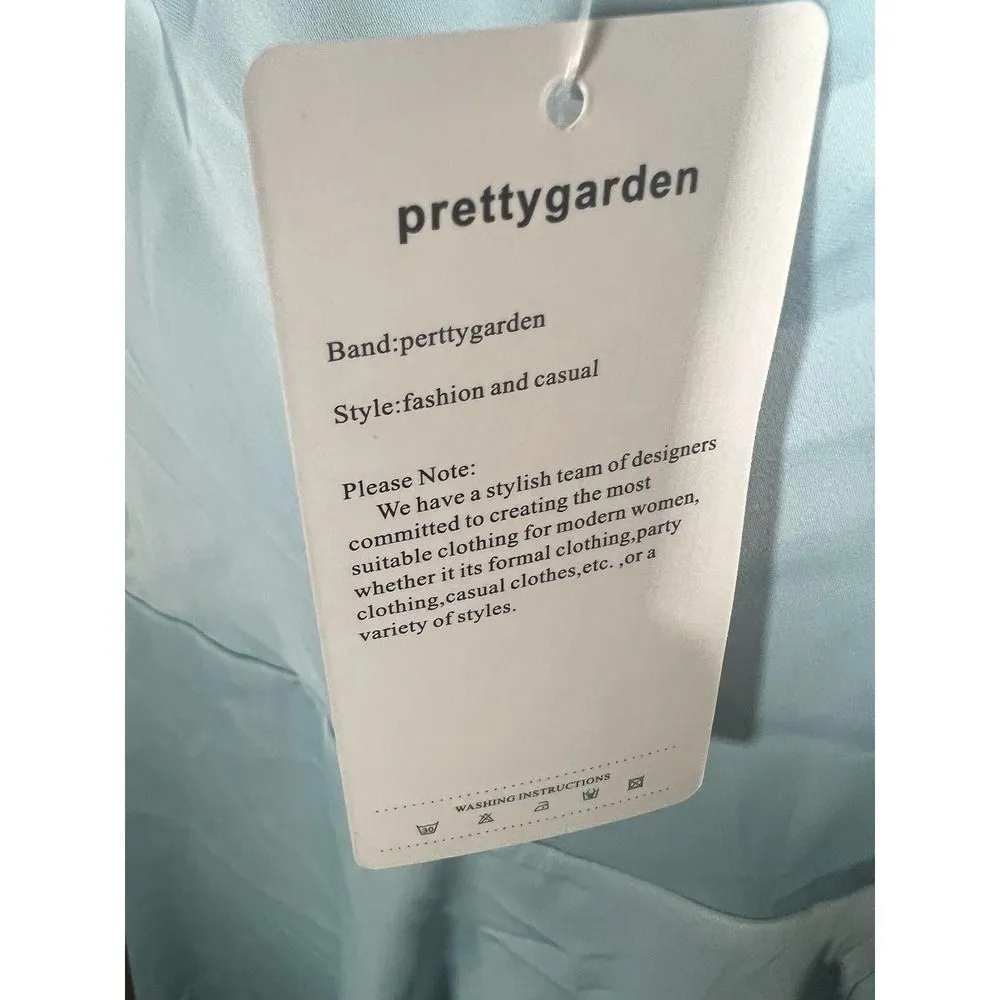 prettygarden
Band:perttygarden
Style:fashion and casual
Please Note:
We have a stylish team of designers
committed to creating the most
suitable clothing for modern women,
whether it its formal clothing,party
clothing,casual clothes,etc. ,or a
variety of styles.
WASHING INSTRUCTIONS
30